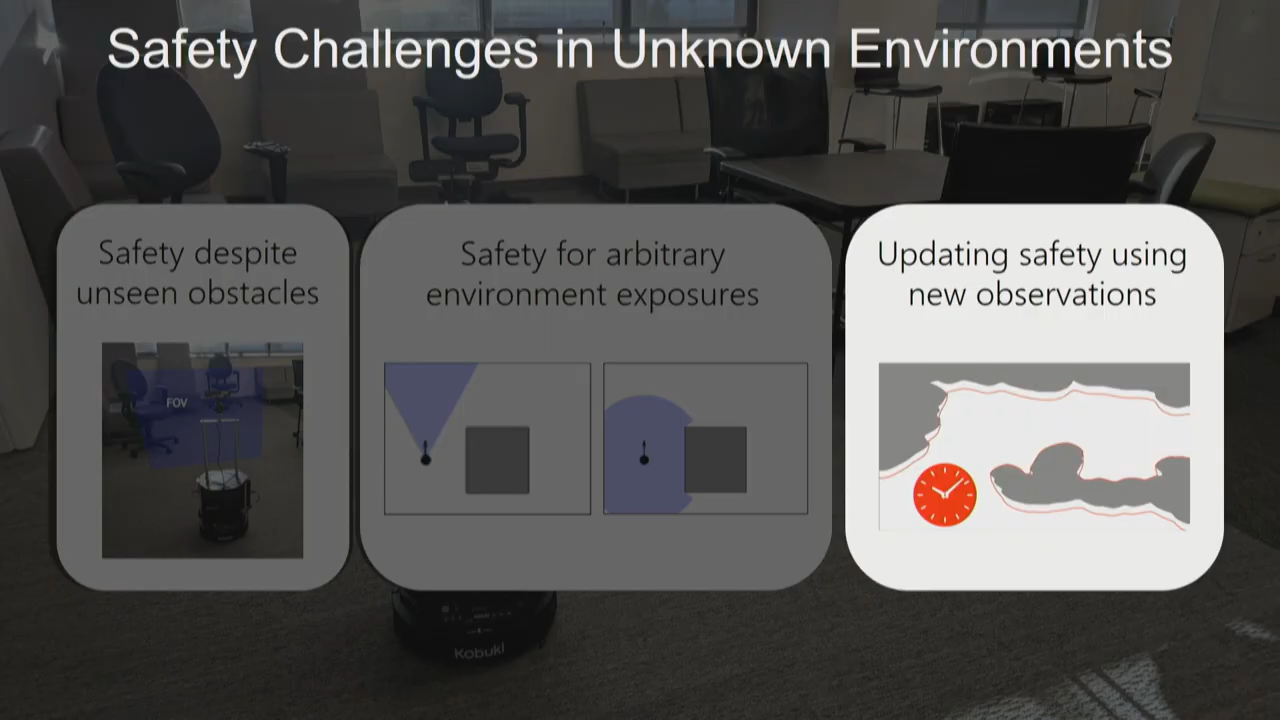 Safety Challenges in Unknown Environments
Safety despite
unseen obstacles
FOV
Safety for arbitrary
environment exposures
Updating safety using
new observations
Kobuki